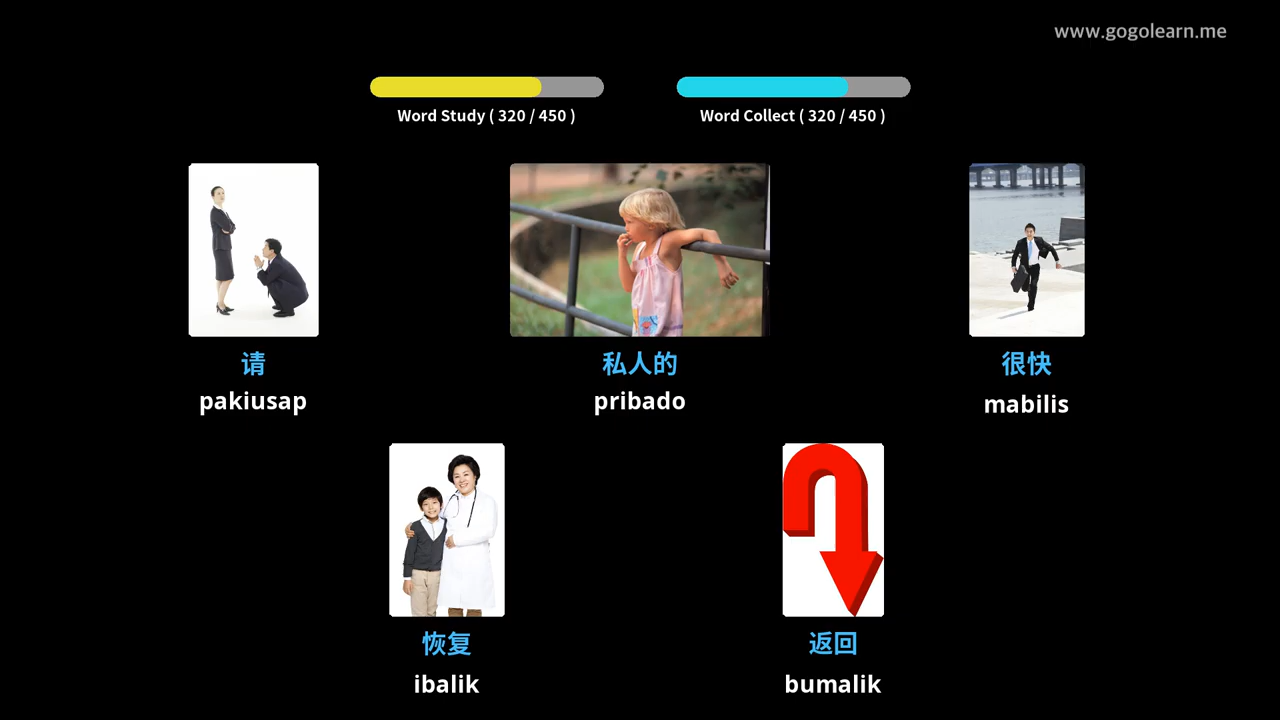 www.gogolearn.me
Word Study ( 320 / 450 )
Word Collect ( 320 / 450 )
请
pakiusap
私人的
pribado
很快
mabilis
恢复
ibalik
返回
bumalik